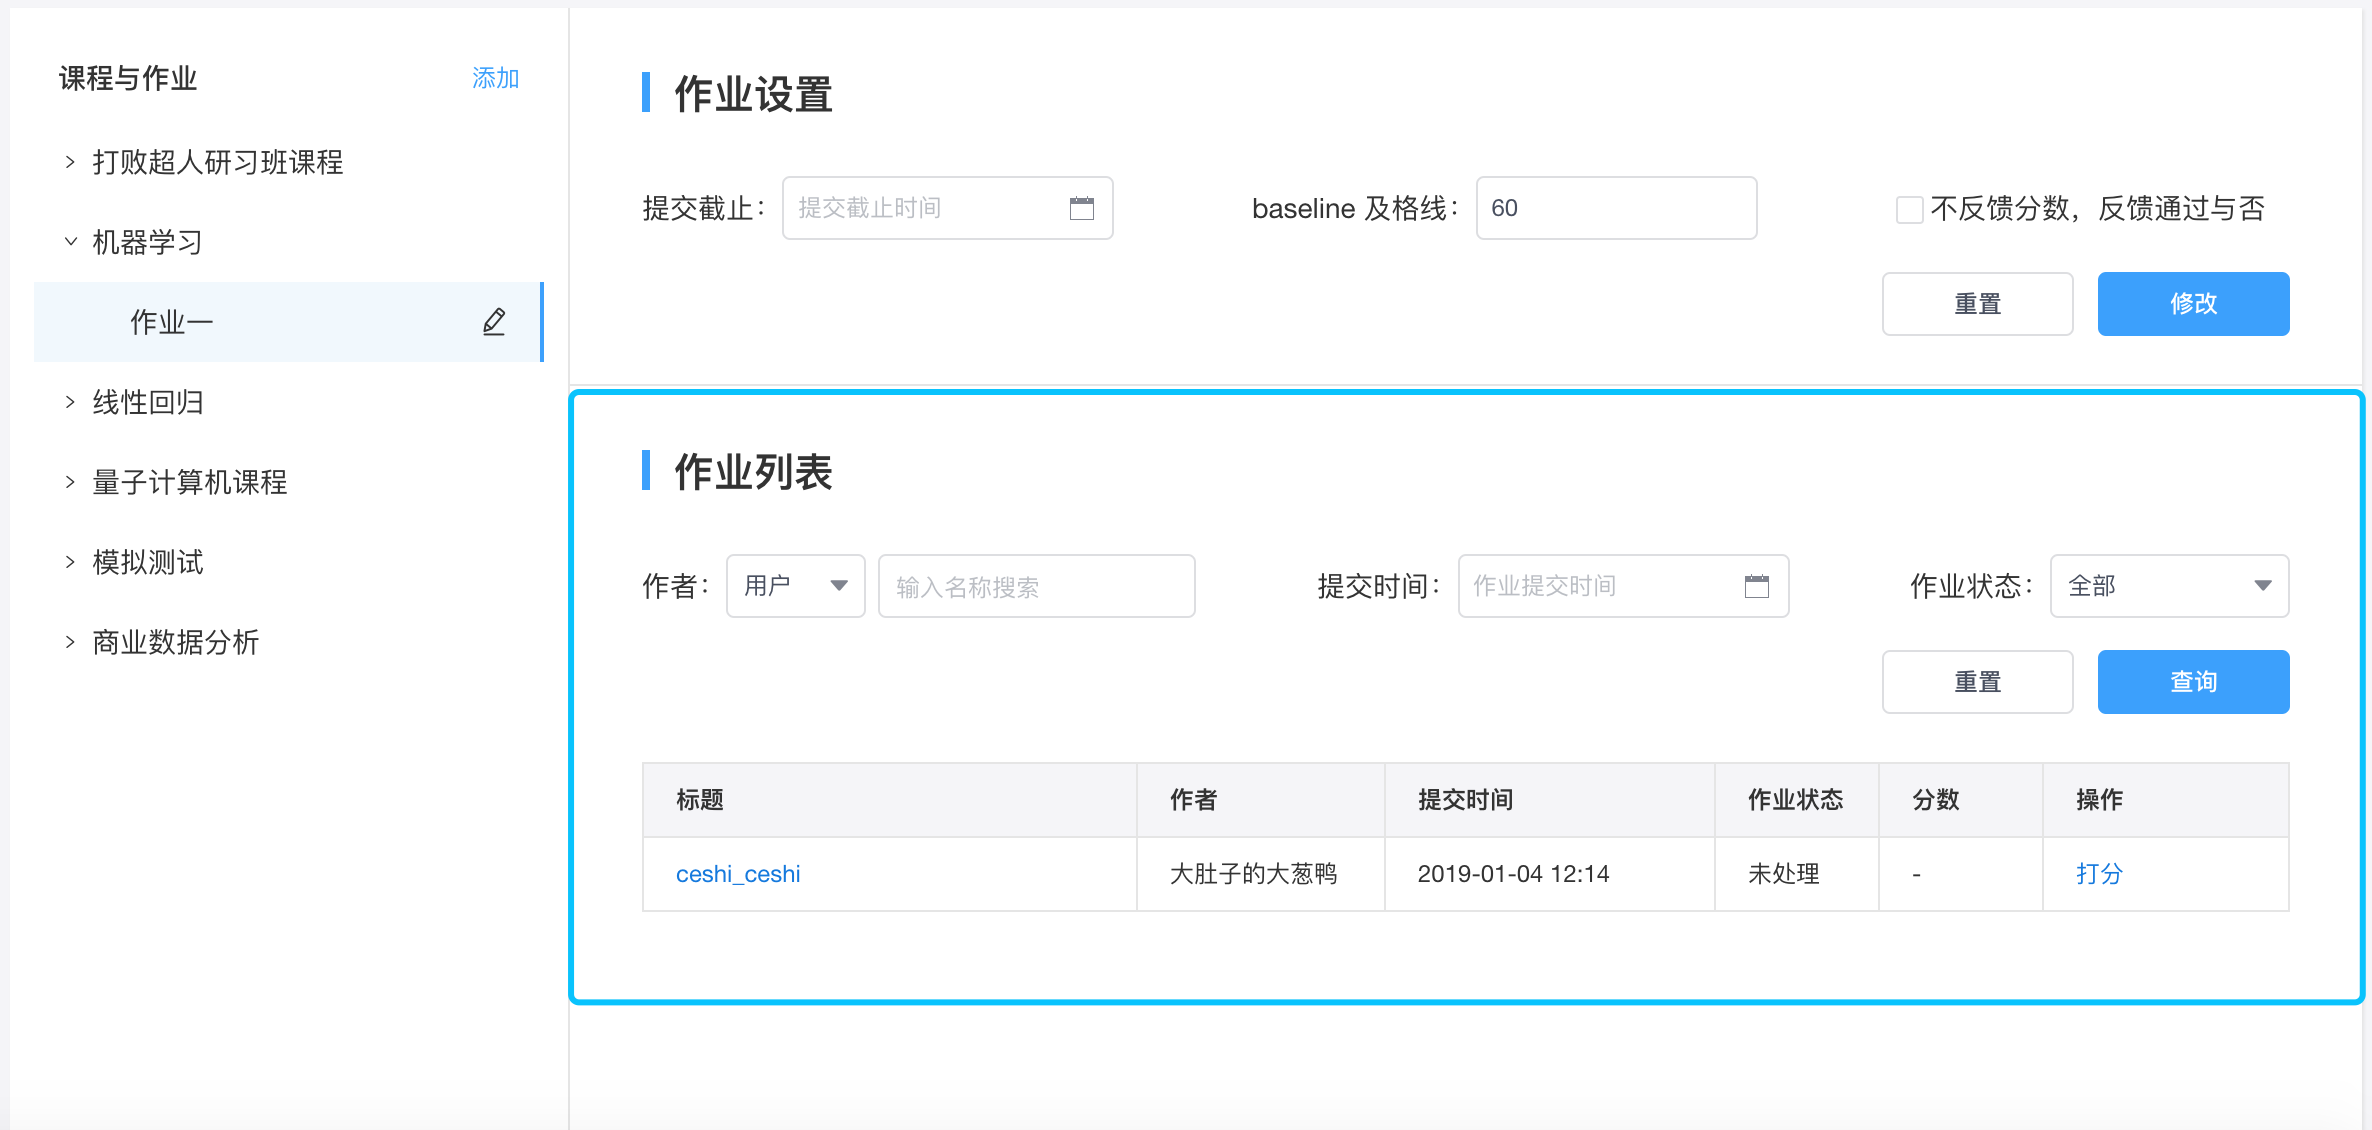 课程与作业 添加
打败超人研习班课程
机器学习
作业一
线性回归
量子计算机课程
模拟测试
商业数据分析
作业设置
提交截止： 提交截止时间 baseline 及格线： 60 不反馈分数，反馈通过与否
重置 修改
作业列表
作者： 用户 输入名称搜索 提交时间： 作业提交时间 作业状态： 全部
重置 查询
标题 作者 提交时间 作业状态 分数 操作
ceshi_ceshi 大肚子的大葱鸭 2019-01-04 12:14 未处理 - 打分